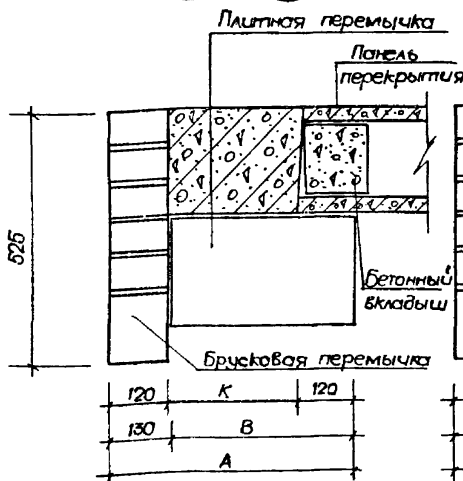 Плитная перемычка
Панель
перекрытия
525
Бетонный
вкладыш
Брусковая перемычка
120 К 120
130 В
А